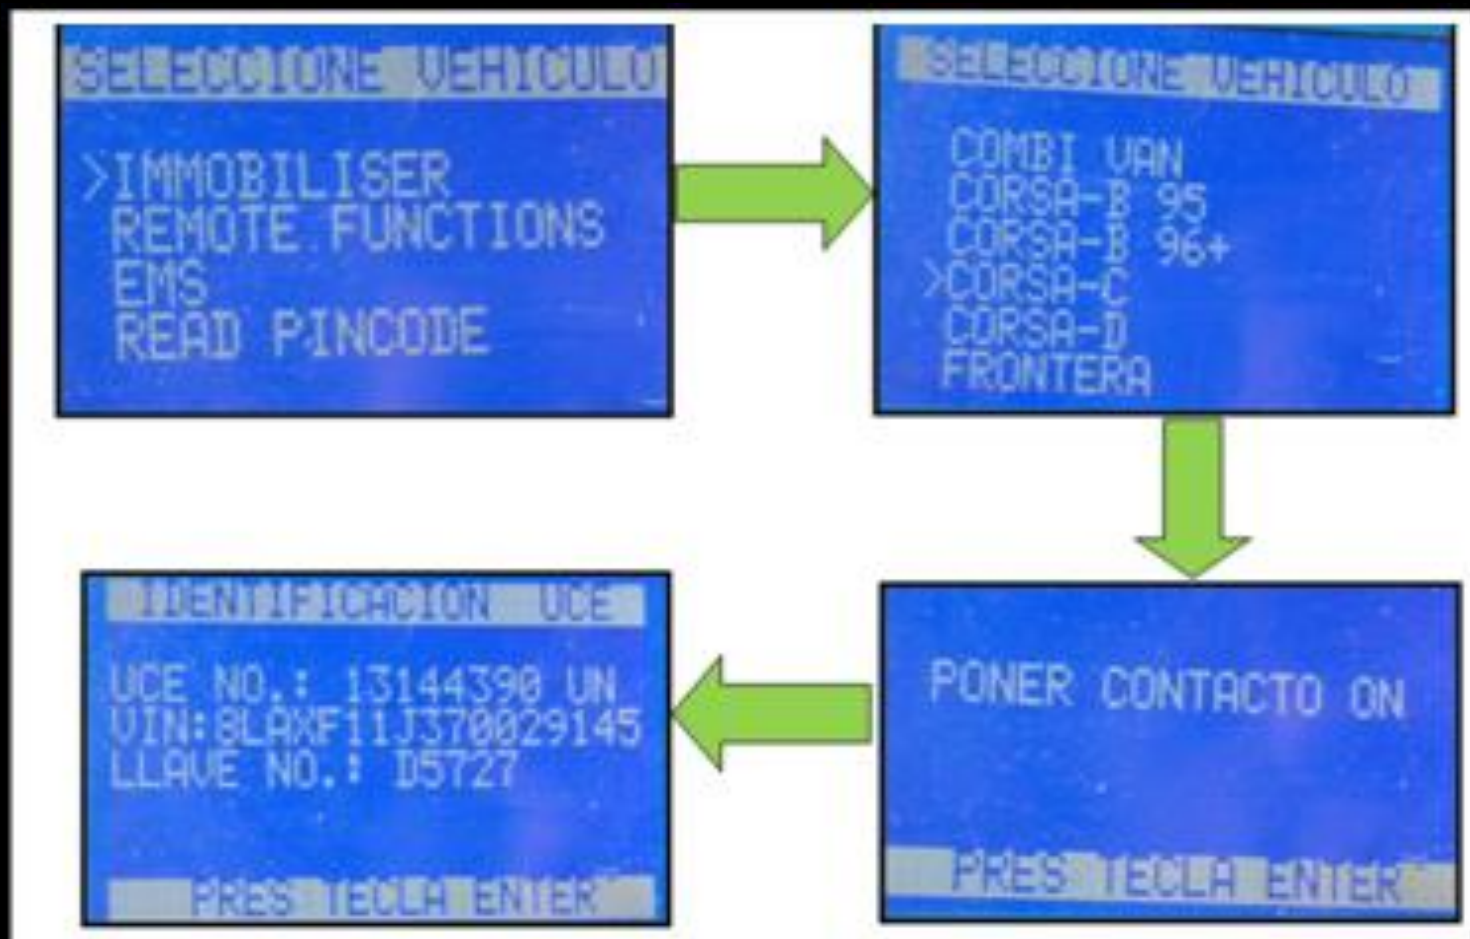 SELECCIONE VEHICULO
>IMMOBILISER
REMOTE FUNCTIONS
EMS
READ PINCODE
SELECCIONE VEHICULO
COMBI VAN
CORSA-B 95
CORSA-B 96+
>CORSA-C
CORSA-D
FRONTERA
PONER CONTACTO ON
PRES TECLA ENTER
IDENTIFICACION UCE
UCE NO.: 13144390 UN
VIN:8LAXF11J370029145
LLAVE NO.: D5727
PRES TECLA ENTER